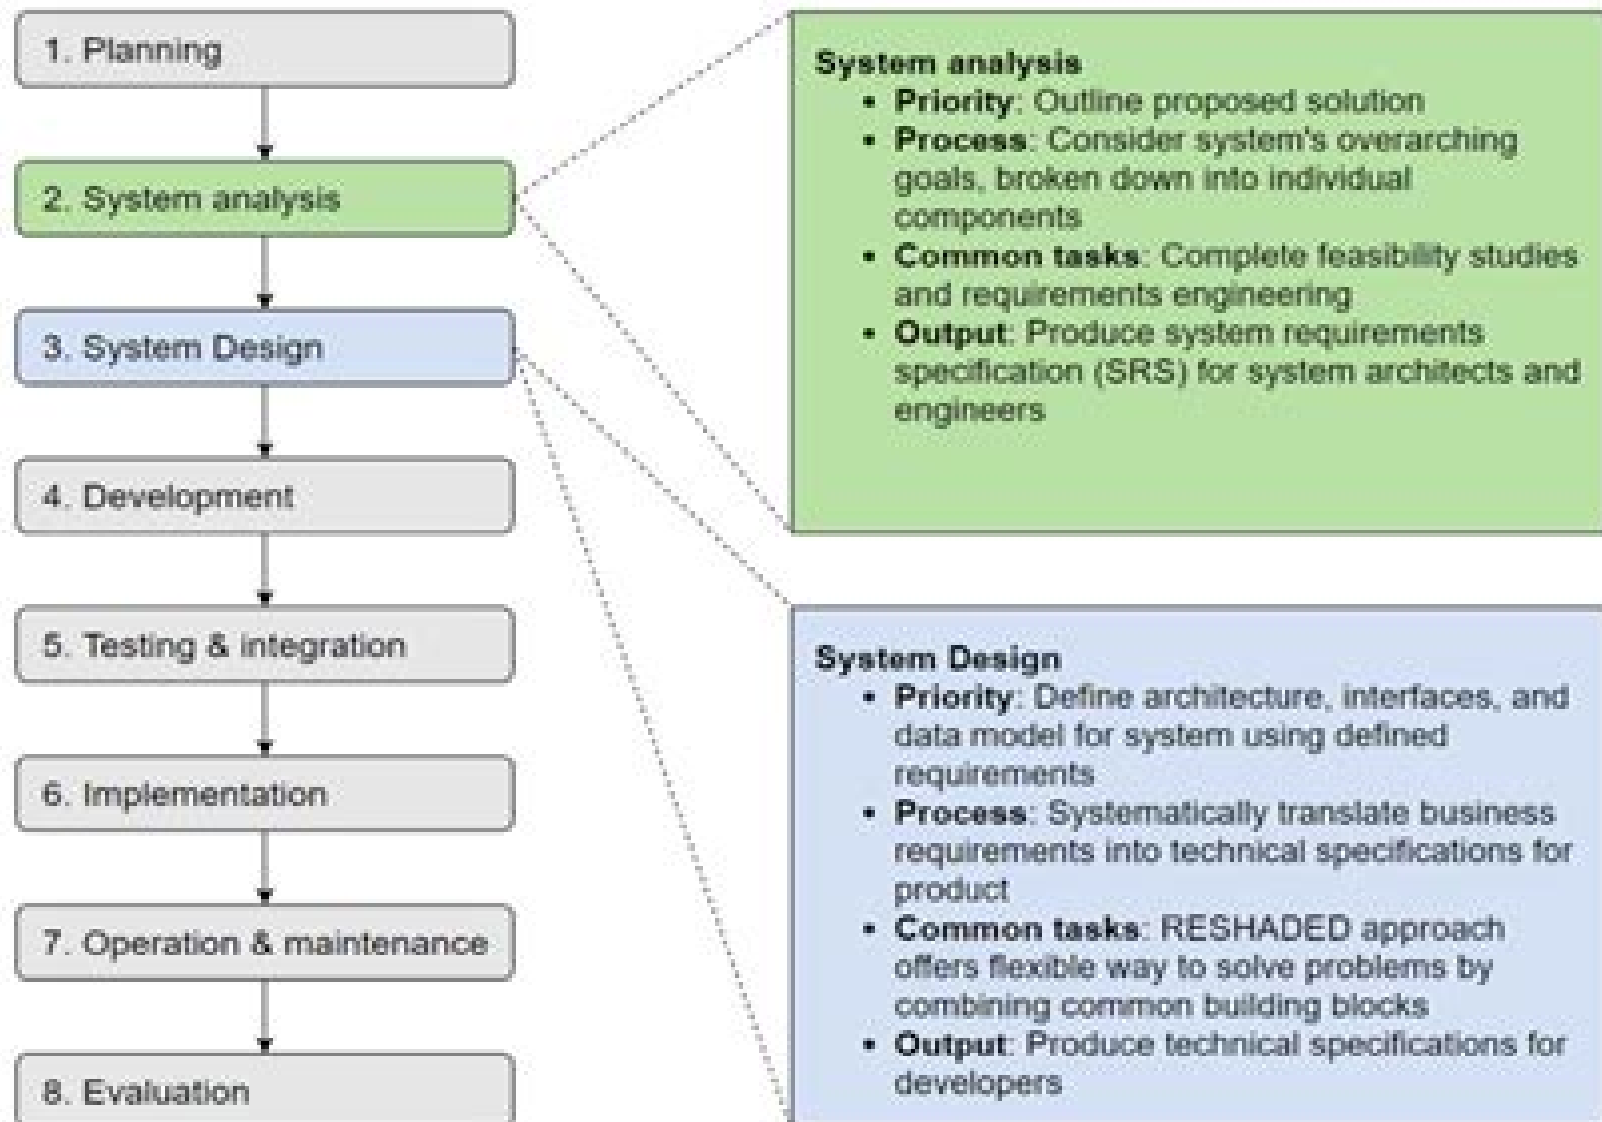 1. Planning
2. System analysis
3. System Design
4. Development
5. Testing & integration
6. Implementation
7. Operation & maintenance
8. Evaluation
System analysis
• Priority: Outline proposed solution
• Process: Consider system's overarching
goals, broken down into individual
components
• Common tasks: Complete feasibility studies
and requirements engineering
• Output: Produce system requirements
specification (SRS) for system architects and
engineers
System Design
• Priority: Define architecture, interfaces, and
data model for system using defined
requirements
• Process: Systematically translate business
requirements into technical specifications for
product
• Common tasks: RESHADED approach
offers flexible way to solve problems by
combining common building blocks
• Output: Produce technical specifications for
developers